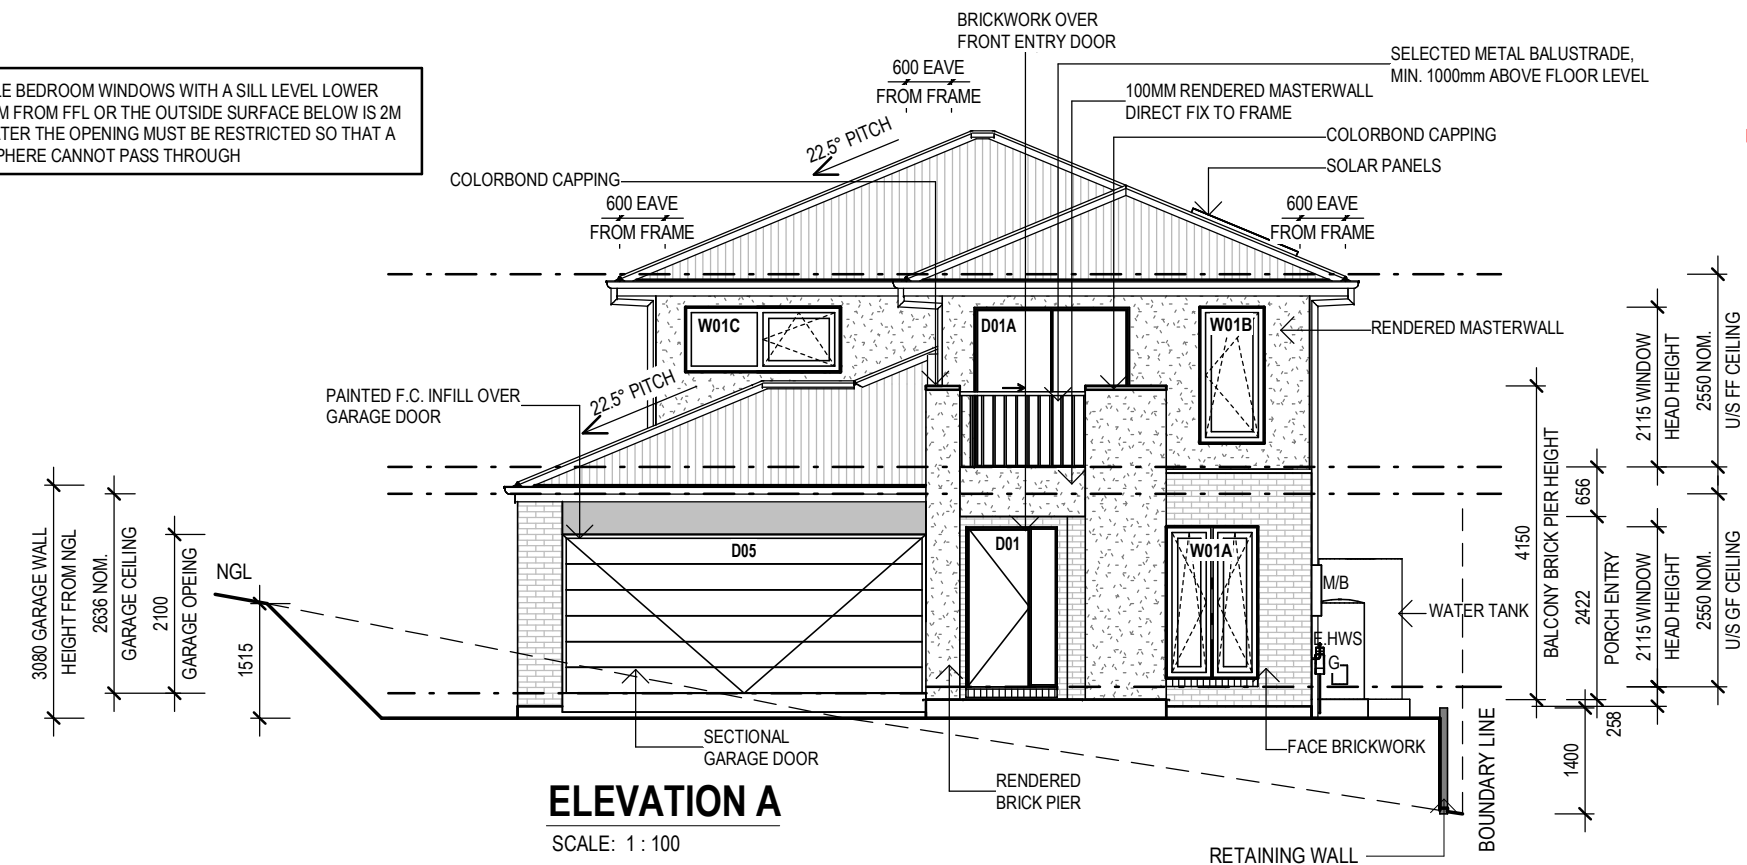 BRICKWORK OVER
FRONT ENTRY DOOR
SELECTED METAL BALUSTRADE,
MIN. 1000mm ABOVE FLOOR LEVEL
600 EAVE
FROM FRAME
BEDROOM WINDOWS WITH A SILL LEVEL LOWER
FROM FFL OR THE OUTSIDE SURFACE BELOW IS 2M
THE OPENING MUST BE RESTRICTED SO THAT A
CANNOT PASS THROUGH
100MM RENDERED MASTERWALL
DIRECT FIX TO FRAME
22.5° PITCH
COLORBOND CAPPING
SOLAR PANELS
COLORBOND CAPPING
600 EAVE
FROM FRAME
600 EAVE
FROM FRAME
W01C
D01A
W01B
RENDERED MASTERWALL
PAINTED F.C. INFILL OVER
GARAGE DOOR
22.5° PITCH
2115 WINDOW
HEAD HEIGHT
2550 NOM.
U/S FF CEILING
3080 GARAGE WALL
HEIGHT FROM NGL
2636 NOM.
GARAGE CEILING
2100
GARAGE OPEING
1515
NGL
D05
D01
W01A
M/B
E.HWS
G
WATER TANK
4150
BALCONY BRICK PIER HEIGHT
656
2422
PORCH ENTRY
2115 WINDOW
HEAD HEIGHT
2550 NOM.
U/S GF CEILING
258
1400
BOUNDARY LINE
SECTIONAL
GARAGE DOOR
FACE BRICKWORK
RENDERED
BRICK PIER
ELEVATION A
SCALE: 1 : 100
RETAINING WALL